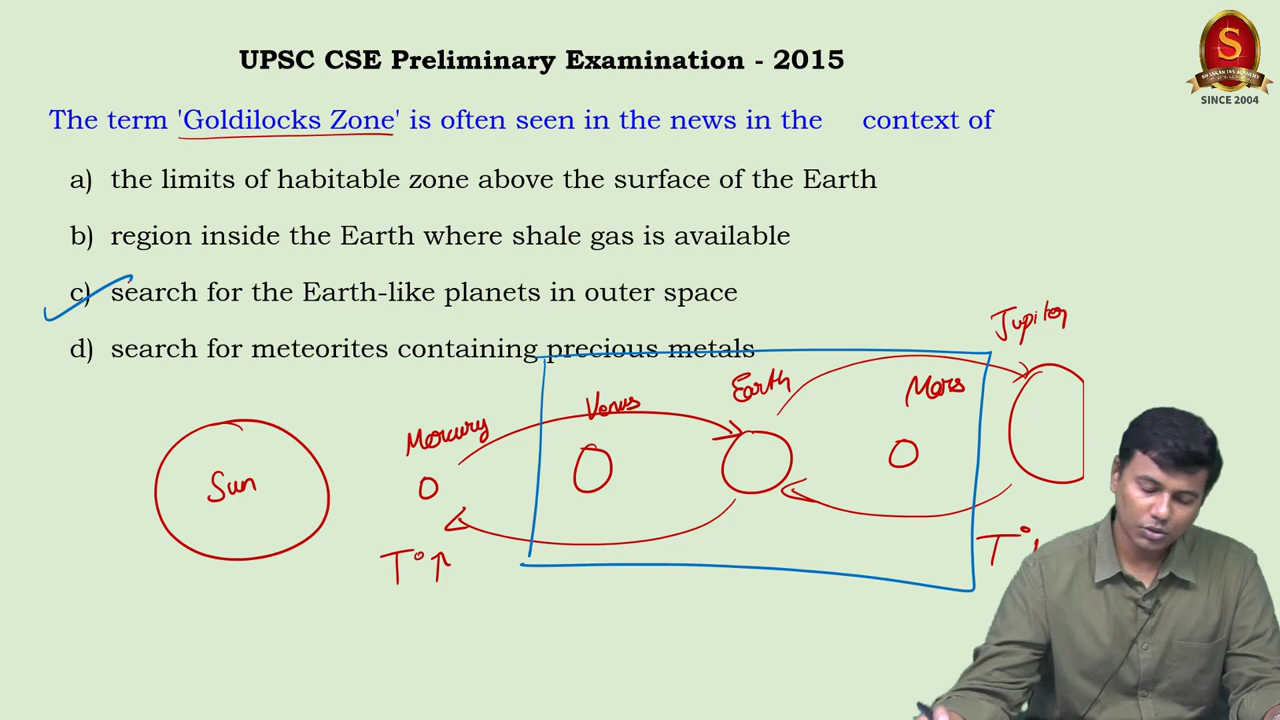 UPSC CSE Preliminary Examination - 2015
S
SINCE 2004
The term 'Goldilocks Zone' is often seen in the news in the context of
a) the limits of habitable zone above the surface of the Earth
b) region inside the Earth where shale gas is available
c) search for the Earth-like planets in outer space
d) search for meteorites containing precious metals
Jupiter
Earth
Mars
Venus
Mercury
Sun
T°↑
T°